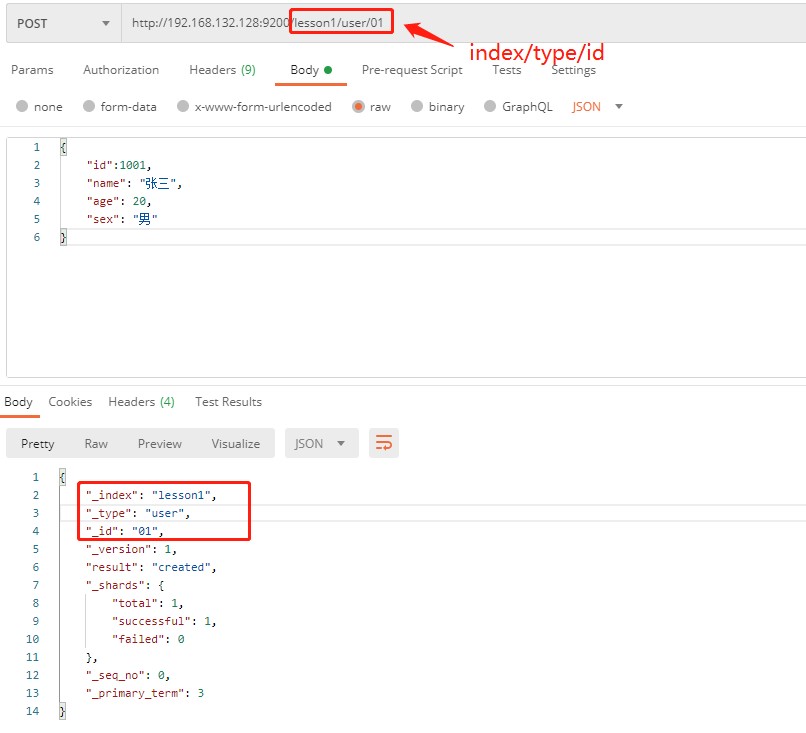 POST http://192.168.132.128:9200/lesson1/user/01
index/type/id
Params Authorization Headers (9) Body Pre-request Script Tests Settings
none form-data x-www-form-urlencoded raw binary GraphQL JSON
1 {
2 "id":1001,
3 "name": "张三",
4 "age": 20,
5 "sex": "男"
6 }
Body Cookies Headers (4) Test Results
Pretty Raw Preview Visualize JSON
1 {
2 "_index": "lesson1",
3 "_type": "user",
4 "_id": "01",
5 "_version": 1,
6 "result": "created",
7 "_shards": {
8 "total": 1,
9 "successful": 1,
10 "failed": 0
11 },
12 "_seq_no": 0,
13 "_primary_term": 3
14 }